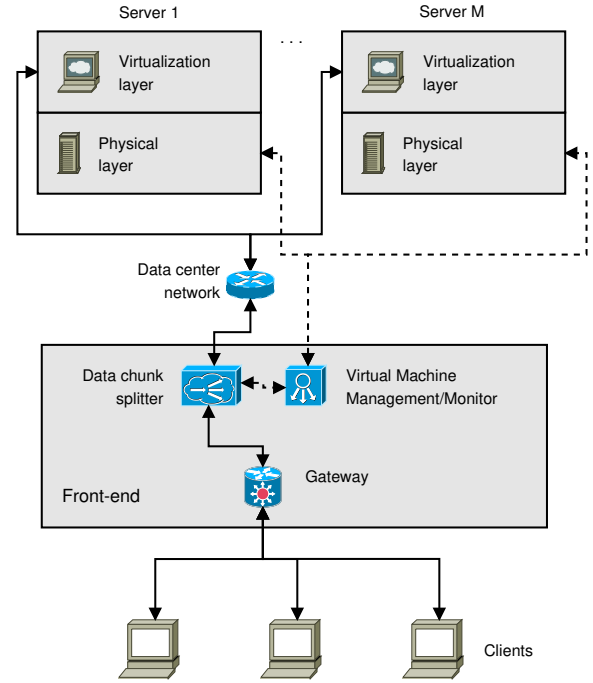 Server 1
. . .
Server M
Virtualization
layer
Virtualization
layer
Physical
layer
Physical
layer
Data center
network
Data chunk
splitter
Virtual Machine
Management/Monitor
Gateway
Front-end
Clients